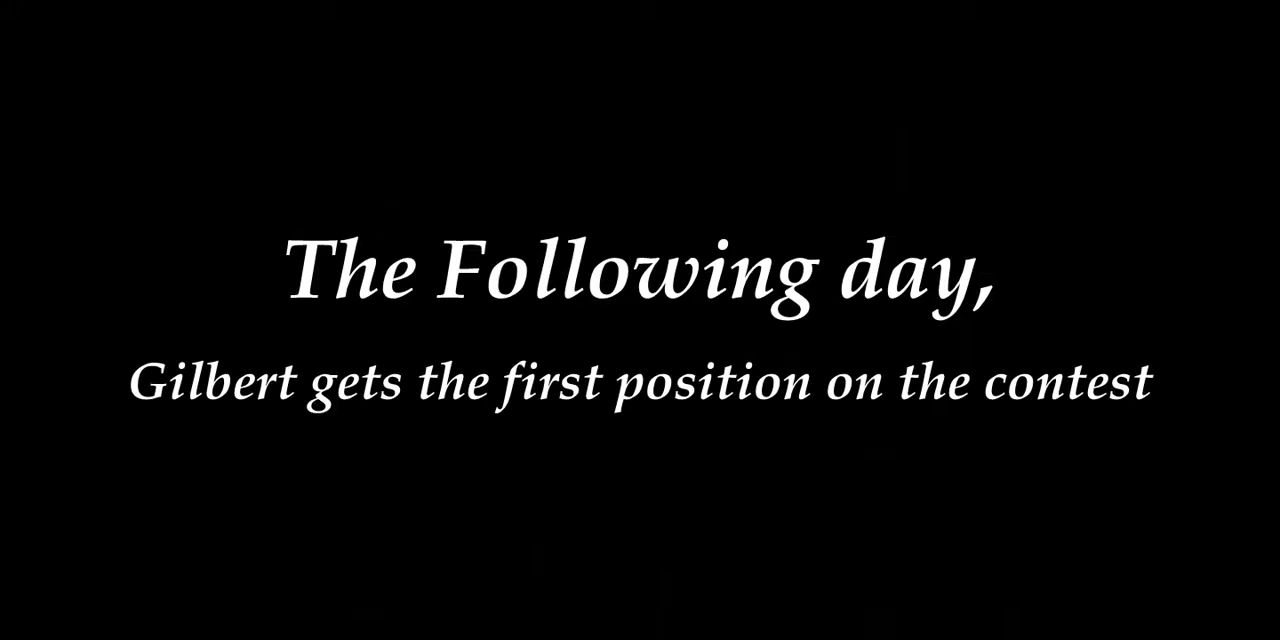 The Following day,
Gilbert gets the first position on the contest